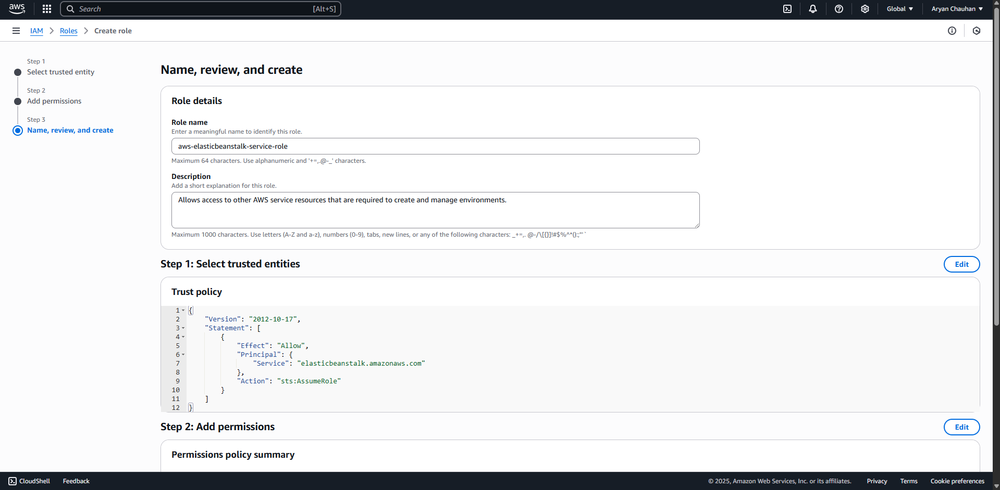 aws
Search
[Alt+S]
Global
Aryan Chauhan
IAM
Roles
Create role
Step 1
Select trusted entity
Step 2
Add permissions
Step 3
Name, review, and create
Name, review, and create
Role details
Role name
Enter a meaningful name to identify this role.
aws-elasticbeanstalk-service-role
Maximum 64 characters. Use alphanumeric and '+=,.@-_' characters.
Description
Add a short explanation for this role.
Allows access to other AWS service resources that are required to create and manage environments.
Maximum 1000 characters. Use letters (A-Z and a-z), numbers (0-9), tabs, new lines, or any of the following characters: _+=,. @-/\[{}]!#$%^*();:"'`
Step 1: Select trusted entities
Edit
Trust policy
1 {
2 "Version": "2012-10-17",
3 "Statement": [
4 {
5 "Effect": "Allow",
6 "Principal": {
7 "Service": "elasticbeanstalk.amazonaws.com"
8 },
9 "Action": "sts:AssumeRole"
10 }
11 ]
12 }
Step 2: Add permissions
Edit
Permissions policy summary
CloudShell
Feedback
© 2025, Amazon Web Services, Inc. or its affiliates.
Privacy
Terms
Cookie preferences